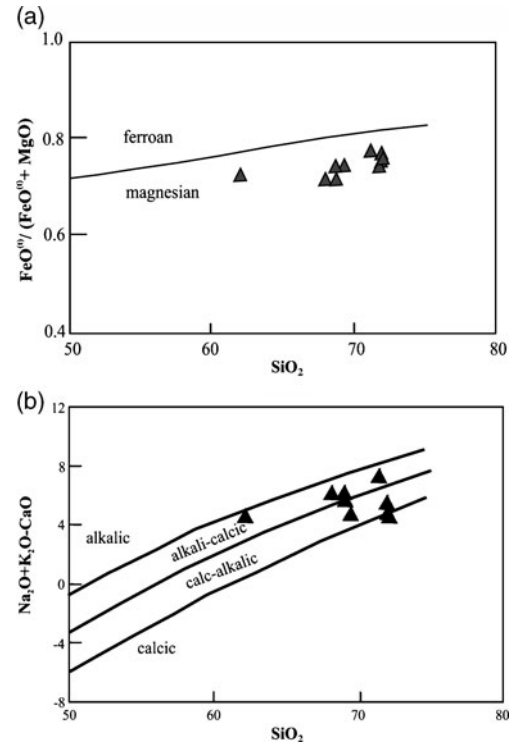 (a)
1.0
0.8
0.6
0.4
FeO⁽ᵗ⁾/ (FeO⁽ᵗ⁾+ MgO)
ferroan
magnesian
50 60 70 80
SiO₂
(b)
12
8
4
0
-4
-8
Na₂O+K₂O-CaO
alkalic
alkali-calcic
calc-alkalic
calcic
50 60 70 80
SiO₂